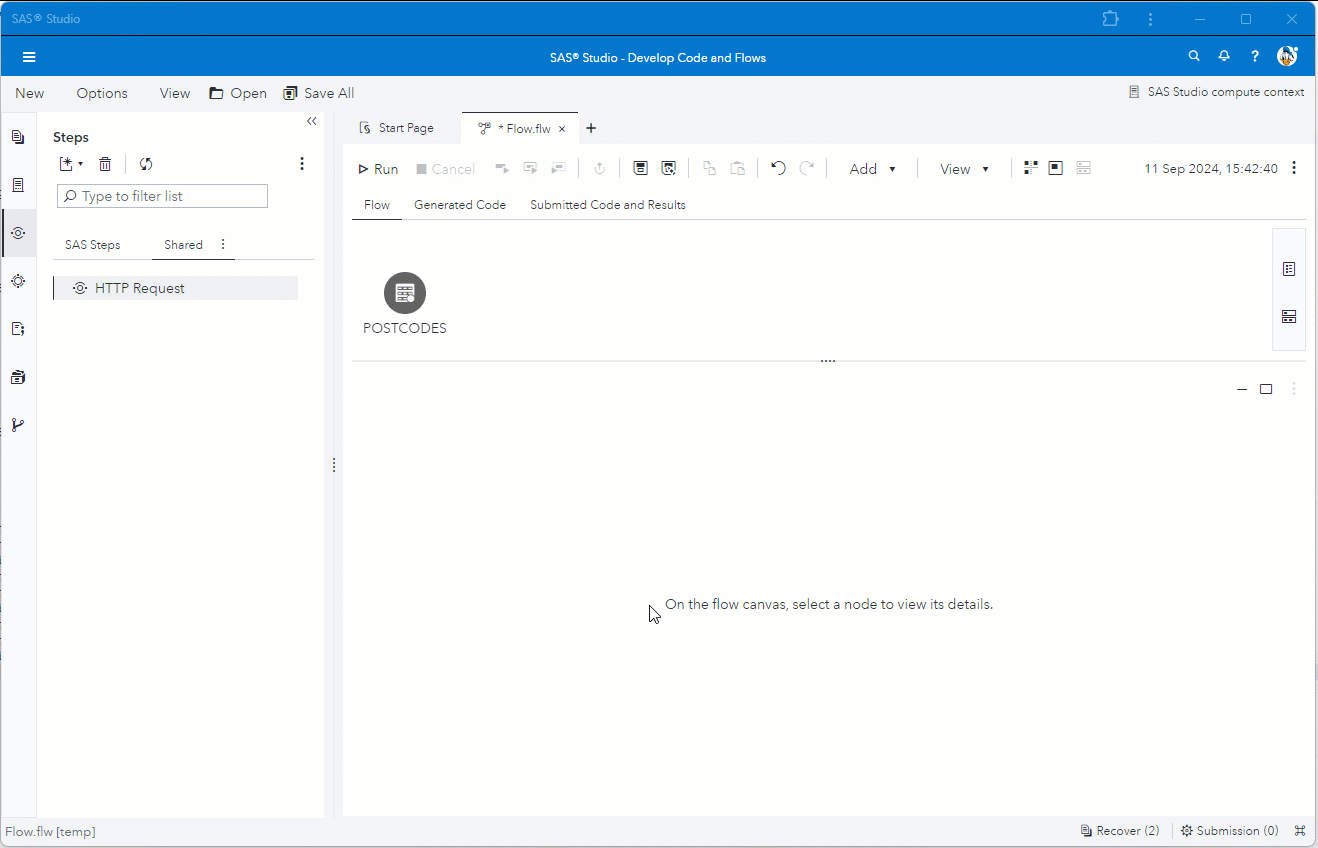 SAS® Studio
SAS® Studio - Develop Code and Flows
New Options View Open Save All
SAS Studio compute context
Steps
Type to filter list
SAS Steps Shared
HTTP Request
Start Page * Flow.flw
Run Cancel Add View 11 Sep 2024, 15:42:40
Flow Generated Code Submitted Code and Results
POSTCODES
On the flow canvas, select a node to view its details.
Flow.flw [temp]
Recover (2) Submission (0)